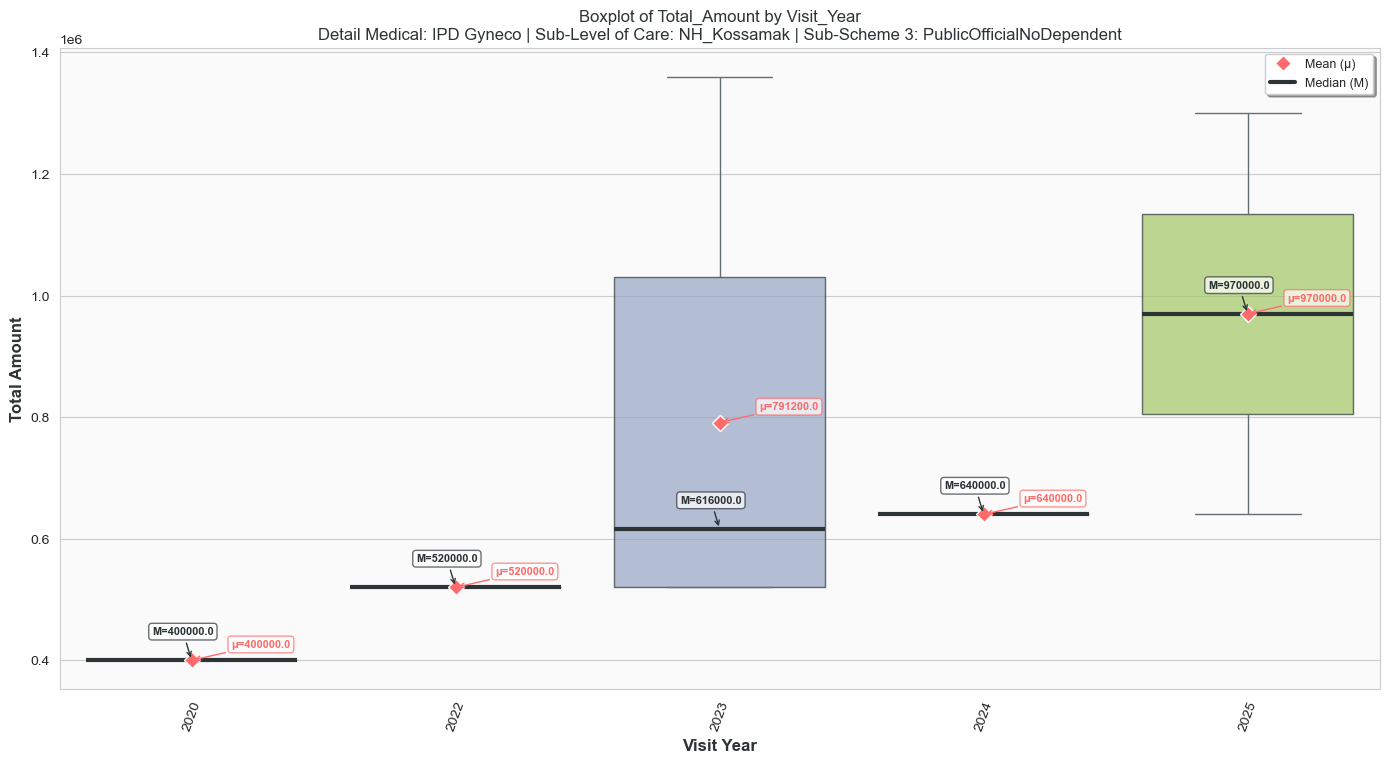 Boxplot of Total_Amount by Visit_Year
Detail Medical: IPD Gyneco | Sub-Level of Care: NH_Kossamak | Sub-Scheme 3: PublicOfficialNoDependent
1e6
1.4
1.2
1.0
0.8
0.6
0.4
Total Amount
Mean (μ)
Median (M)
M=970000.0
μ=970000.0
μ=791200.0
M=616000.0
M=640000.0
μ=640000.0
M=520000.0
μ=520000.0
M=400000.0
μ=400000.0
2020
2022
2023
2024
2025
Visit Year